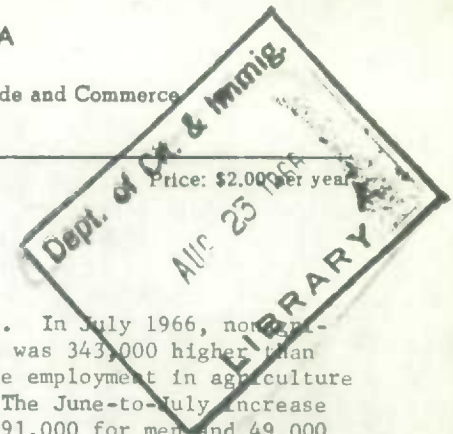 A
de and Commerce
Price: $2.00 per year
Dept. of Cit. & Immig.
AUG 23 1966
LIBRARY
. In July 1966,
was 343,000 higher than
e employment in agriculture
The June-to-July increase
91,000 for men and 49,000